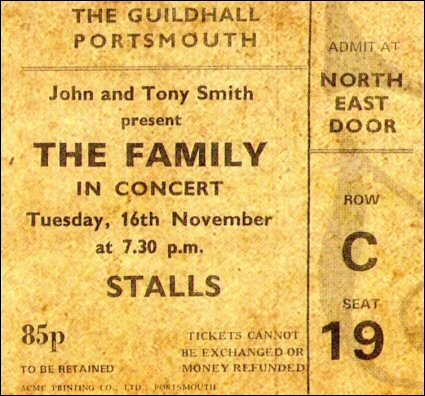 THE GUILDHALL
PORTSMOUTH
John and Tony Smith
present
THE FAMILY
IN CONCERT
Tuesday, 16th November
at 7.30 p.m.
STALLS
85p
TO BE RETAINED
TICKETS CANNOT
BE EXCHANGED OR
MONEY REFUNDED
ACME PRINTING CO., LTD., PORTSMOUTH
ADMIT AT
NORTH
EAST
DOOR
ROW
C
SEAT
19